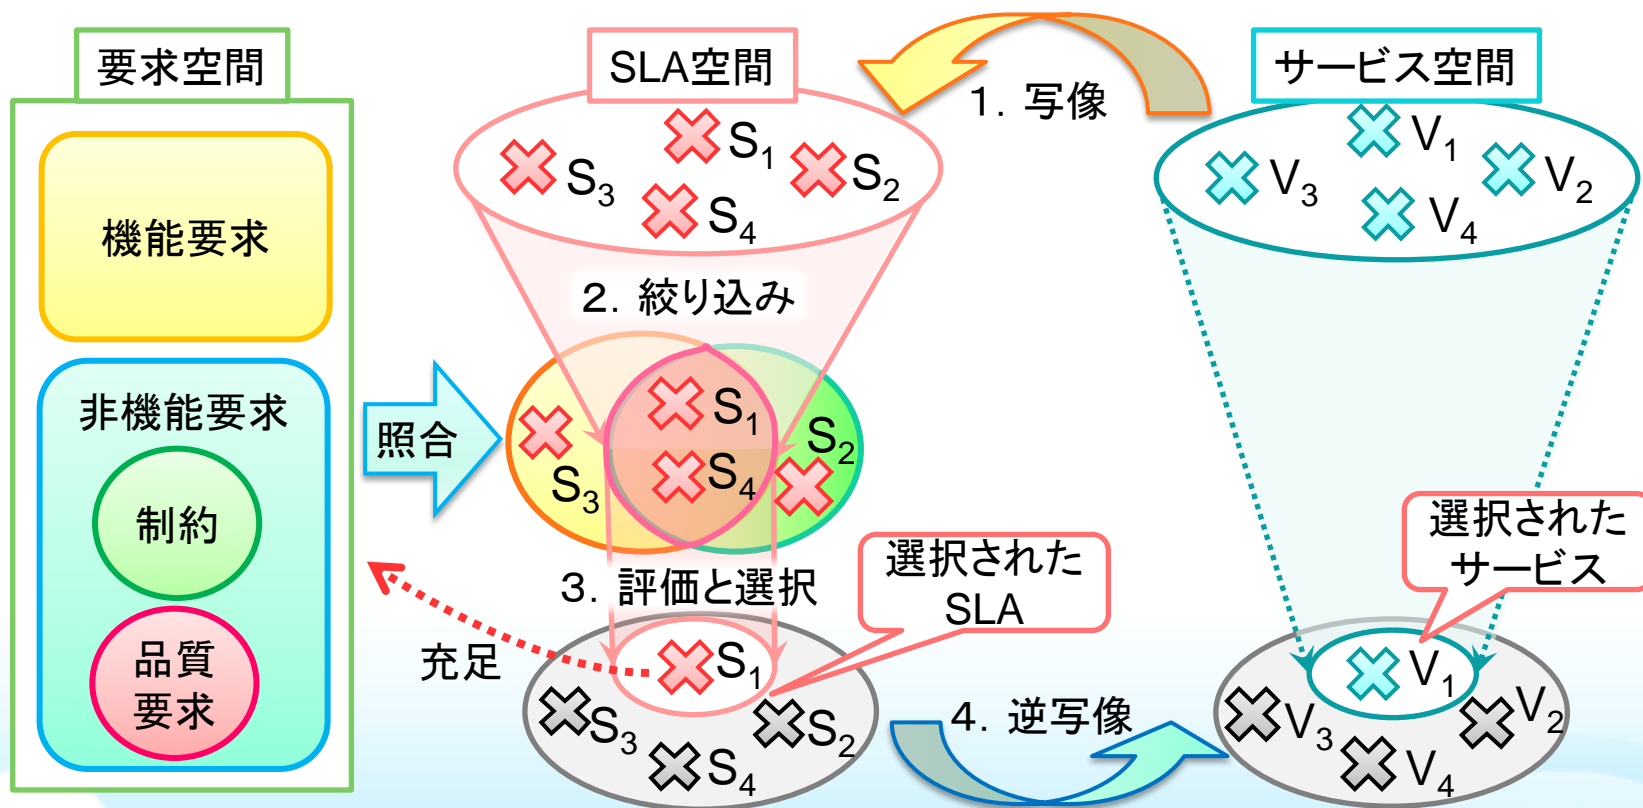 要求空間
機能要求
非機能要求
制約
品質
要求
照合
充足
SLA空間
S1
S3
S2
S4
2. 絞り込み
S1
S3
S4
S2
3. 評価と選択
S1
S3
S2
S4
選択された
SLA
1. 写像
4. 逆写像
サービス空間
V1
V3
V2
V4
選択された
サービス
V1
V3
V2
V4